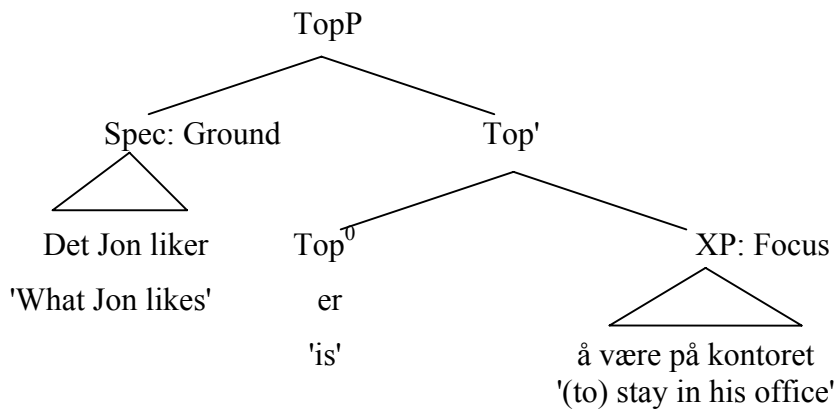 TopP
Spec: Ground Top'
Det Jon liker Top⁰ XP: Focus
'What Jon likes' er
'is' å være på kontoret
'(to) stay in his office'